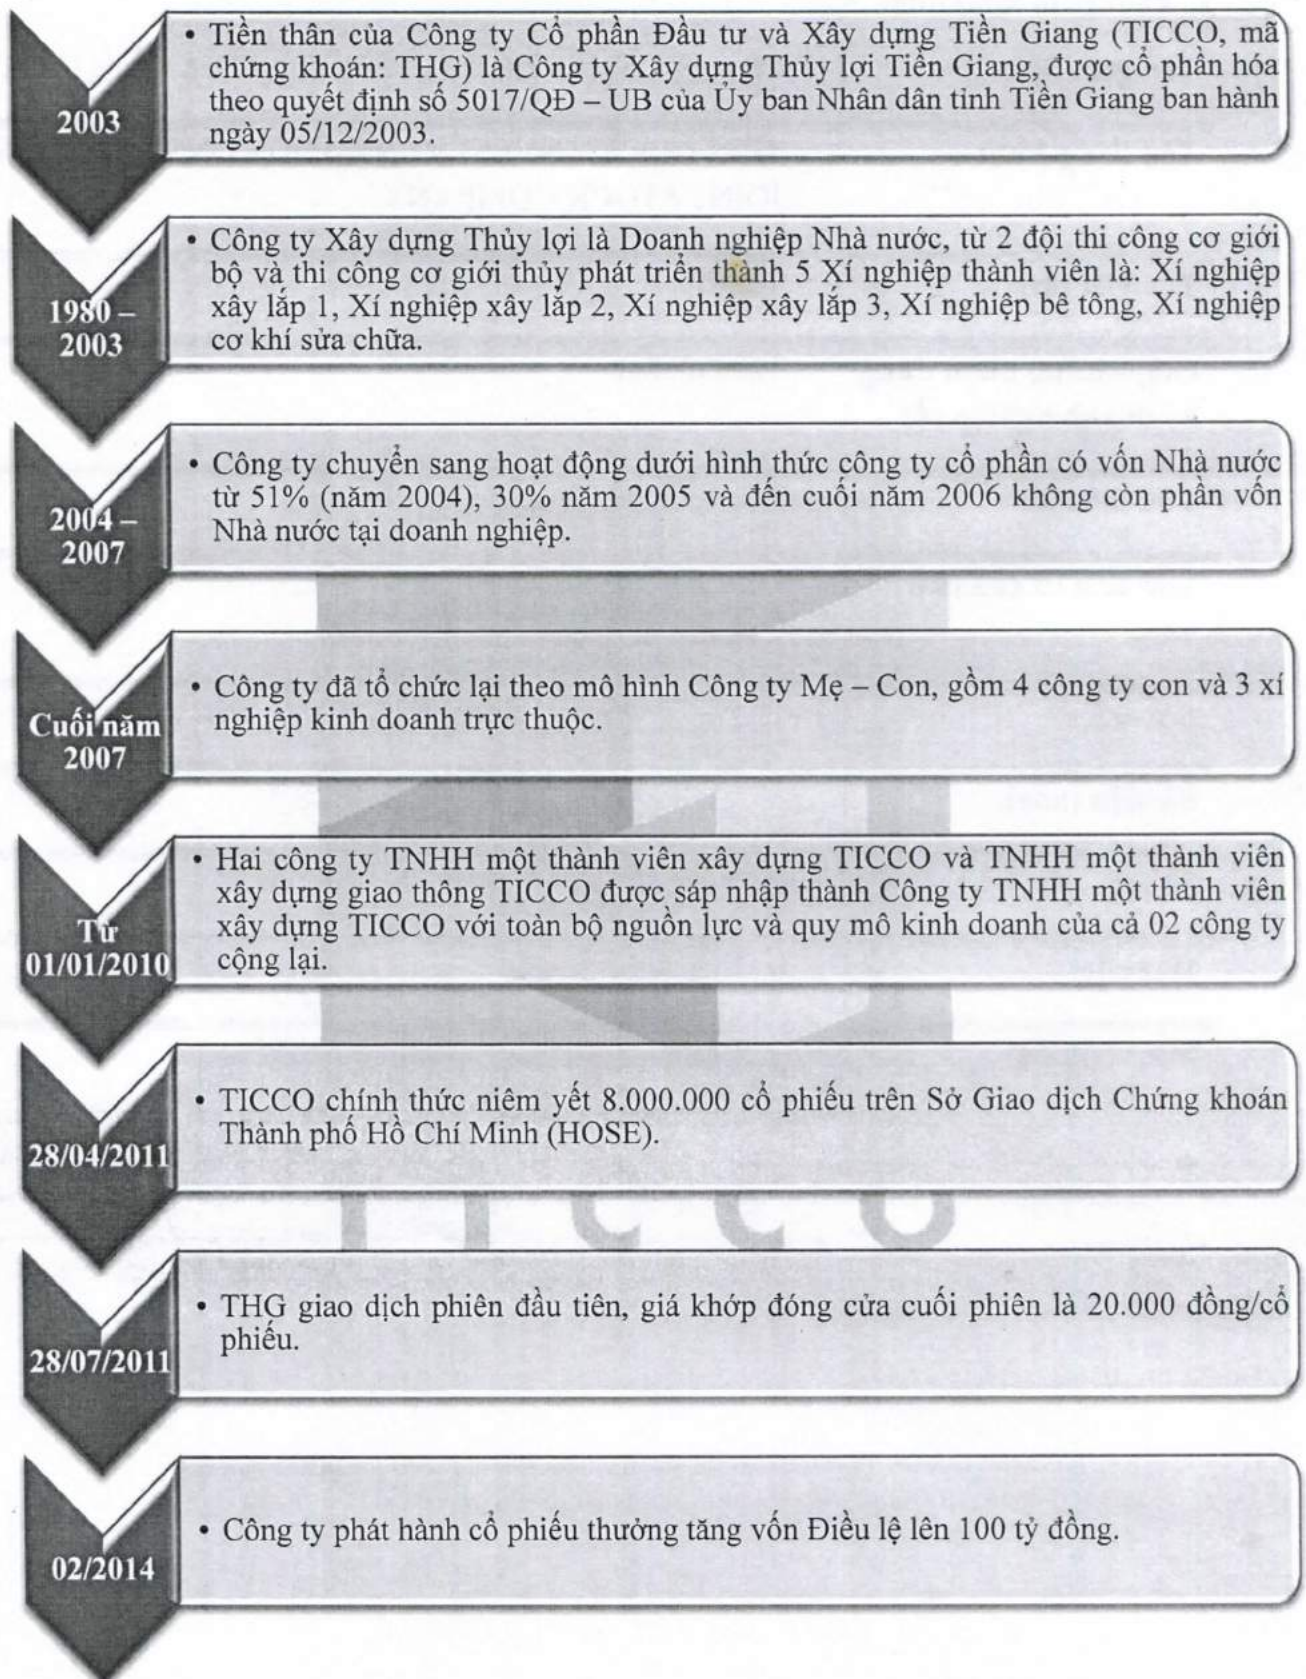 2003
• Tiền thân của Công ty Cổ phần Đầu tư và Xây dựng Tiền Giang (TICCO, mã
chứng khoán: THG) là Công ty Xây dựng Thủy lợi Tiền Giang, được cổ phần hóa
theo quyết định số 5017/QĐ – UB của Ủy ban Nhân dân tỉnh Tiền Giang ban hành
ngày 05/12/2003.
1980 –
2003
• Công ty Xây dựng Thủy lợi là Doanh nghiệp Nhà nước, từ 2 đội thi công cơ giới
bộ và thi công cơ giới thủy phát triển thành 5 Xí nghiệp thành viên là: Xí nghiệp
xây lắp 1, Xí nghiệp xây lắp 2, Xí nghiệp xây lắp 3, Xí nghiệp bê tông, Xí nghiệp
cơ khí sửa chữa.
2004 –
2007
• Công ty chuyển sang hoạt động dưới hình thức công ty cổ phần có vốn Nhà nước
từ 51% (năm 2004), 30% năm 2005 và đến cuối năm 2006 không còn phần vốn
Nhà nước tại doanh nghiệp.
Cuối năm
2007
• Công ty đã tổ chức lại theo mô hình Công ty Mẹ – Con, gồm 4 công ty con và 3 xí
nghiệp kinh doanh trực thuộc.
Từ
01/01/2010
• Hai công ty TNHH một thành viên xây dựng TICCO và TNHH một thành viên
xây dựng giao thông TICCO được sáp nhập thành Công ty TNHH một thành viên
xây dựng TICCO với toàn bộ nguồn lực và quy mô kinh doanh của cả 02 công ty
cộng lại.
28/04/2011
• TICCO chính thức niêm yết 8.000.000 cổ phiếu trên Sở Giao dịch Chứng khoán
Thành phố Hồ Chí Minh (HOSE).
TICCO
28/07/2011
• THG giao dịch phiên đầu tiên, giá khớp đóng cửa cuối phiên là 20.000 đồng/cổ
phiếu.
02/2014
• Công ty phát hành cổ phiếu thưởng tăng vốn Điều lệ lên 100 tỷ đồng.